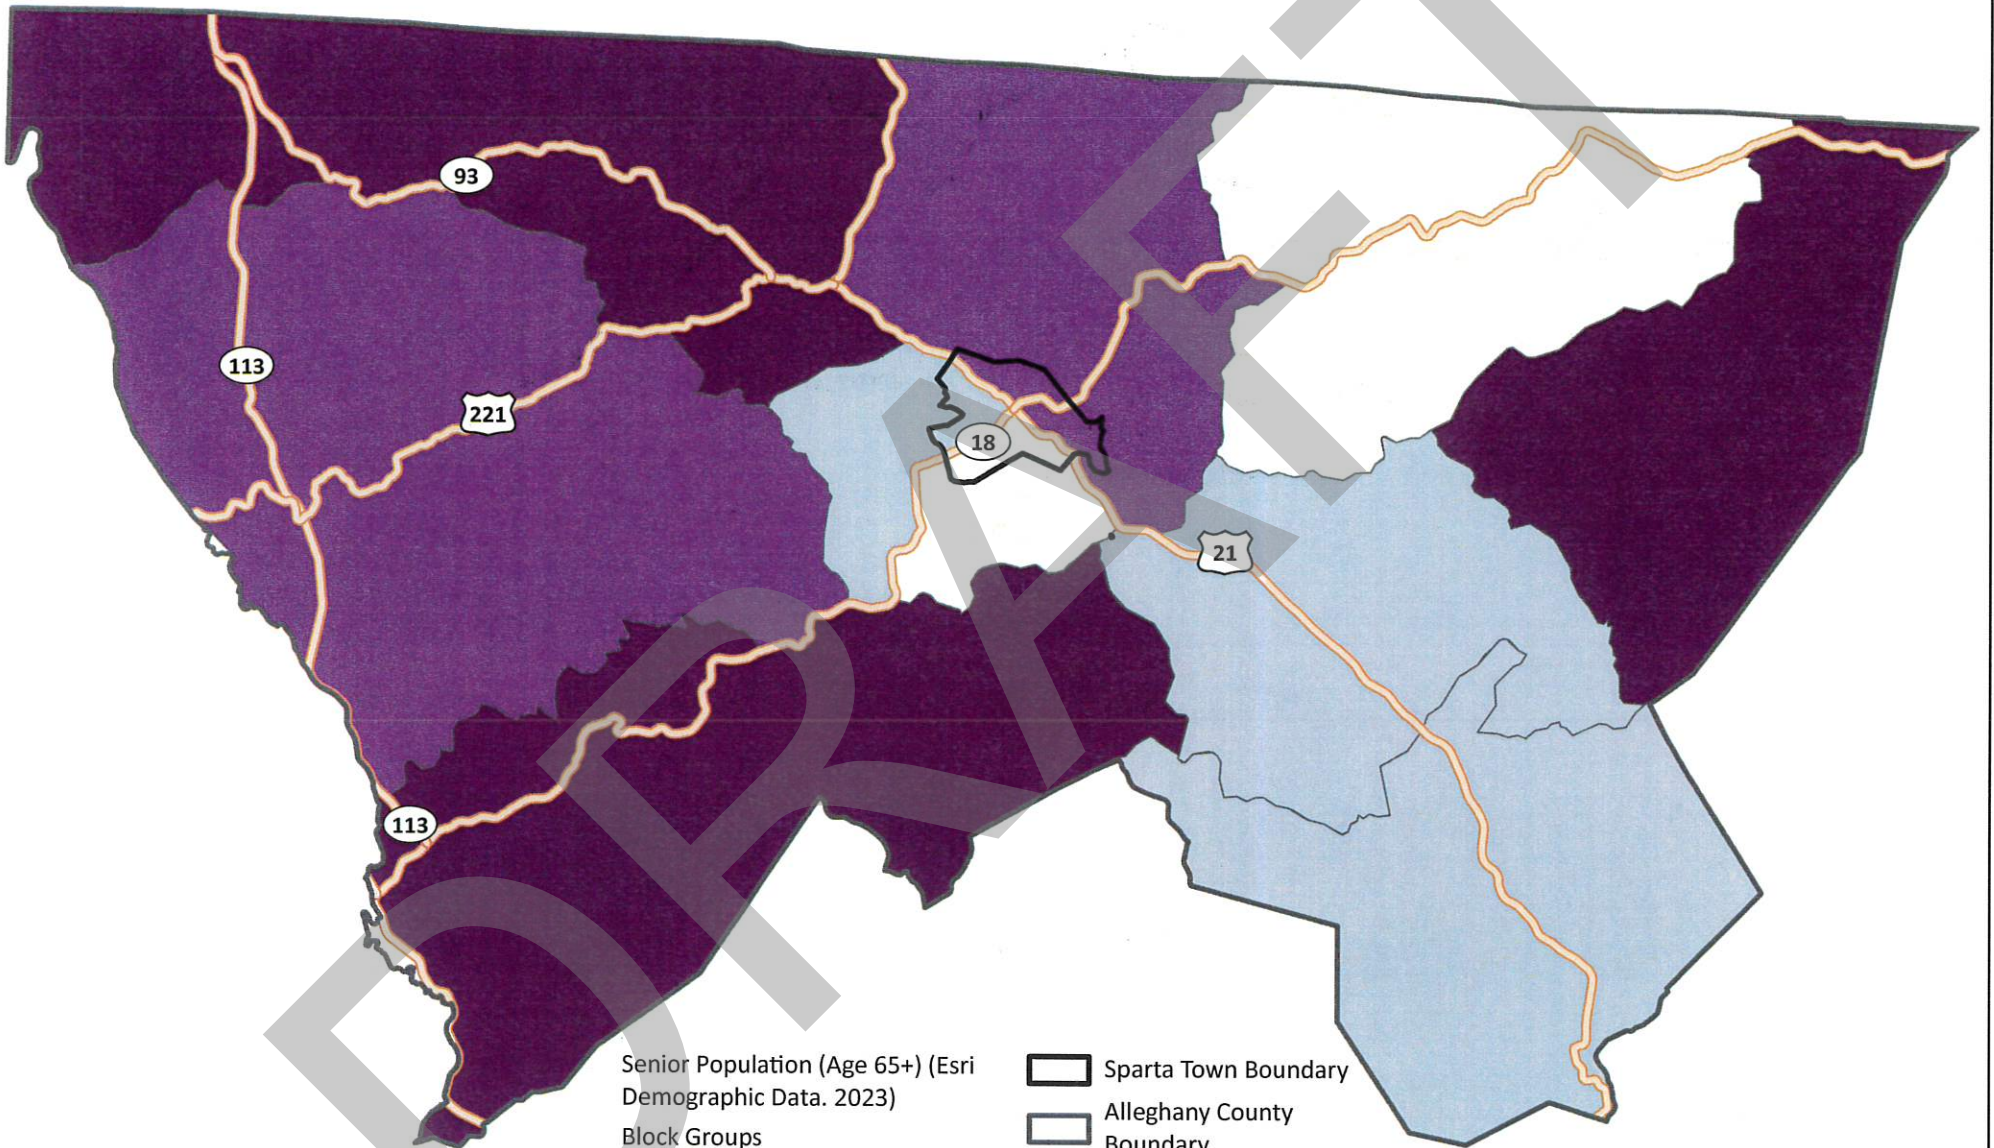 93
113
221
18
21
113
DRAFT
Senior Population (Age 65+) (Esri
Demographic Data. 2023)
Block Groups
Sparta Town Boundary
Alleghany County
Boundary